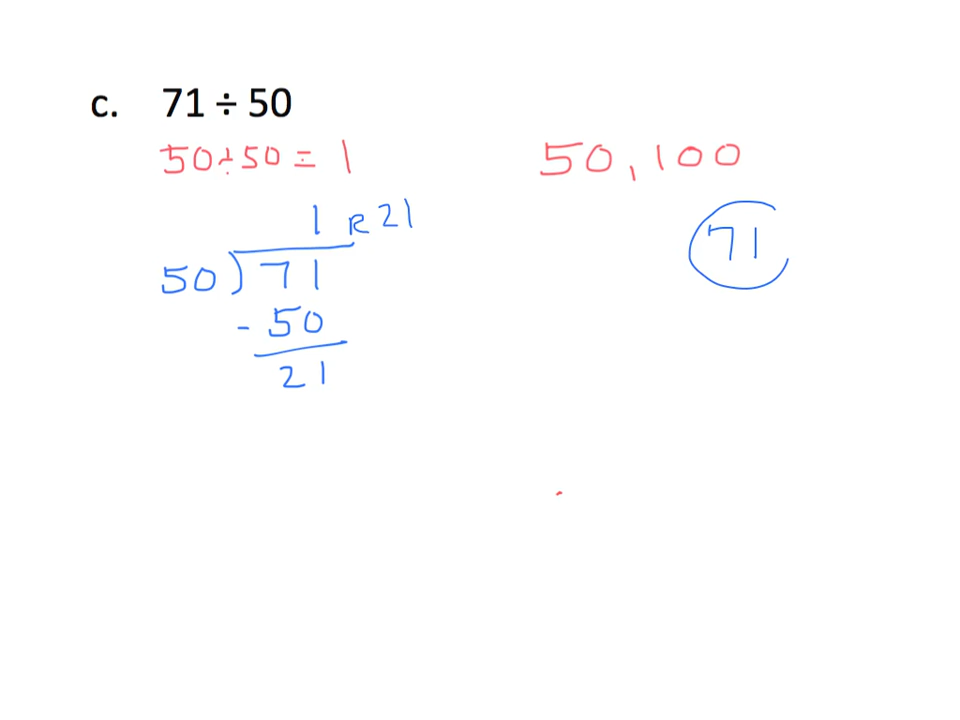 c. 71 ÷ 50
50 ÷ 50 = 1
50, 100
1 R 21
71
50 ) 71
- 50
21